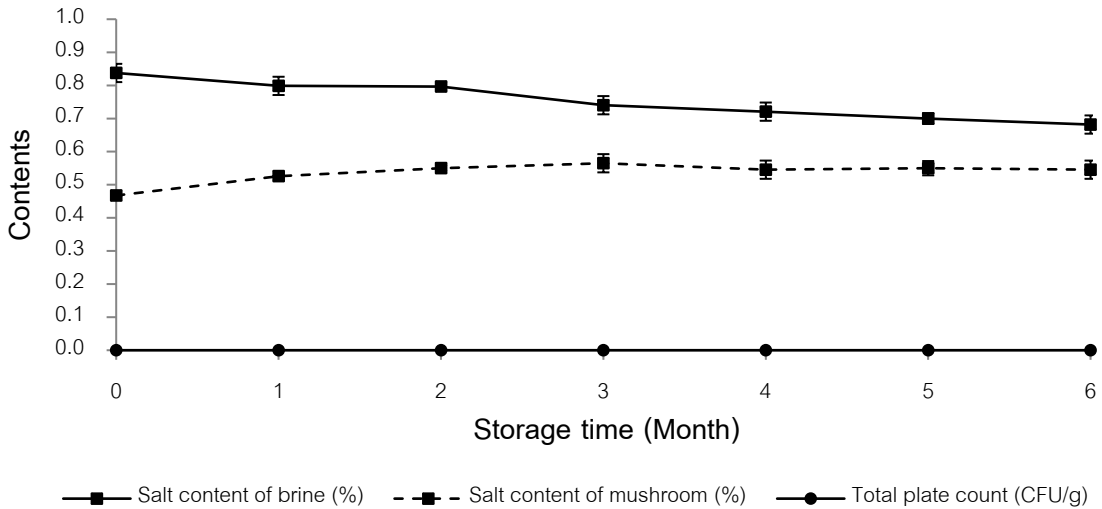 1.0
0.9
0.8
0.7
0.6
0.5
0.4
0.3
0.2
0.1
0.0
Contents
0 1 2 3 4 5 6
Storage time (Month)
Salt content of brine (%) Salt content of mushroom (%) Total plate count (CFU/g)